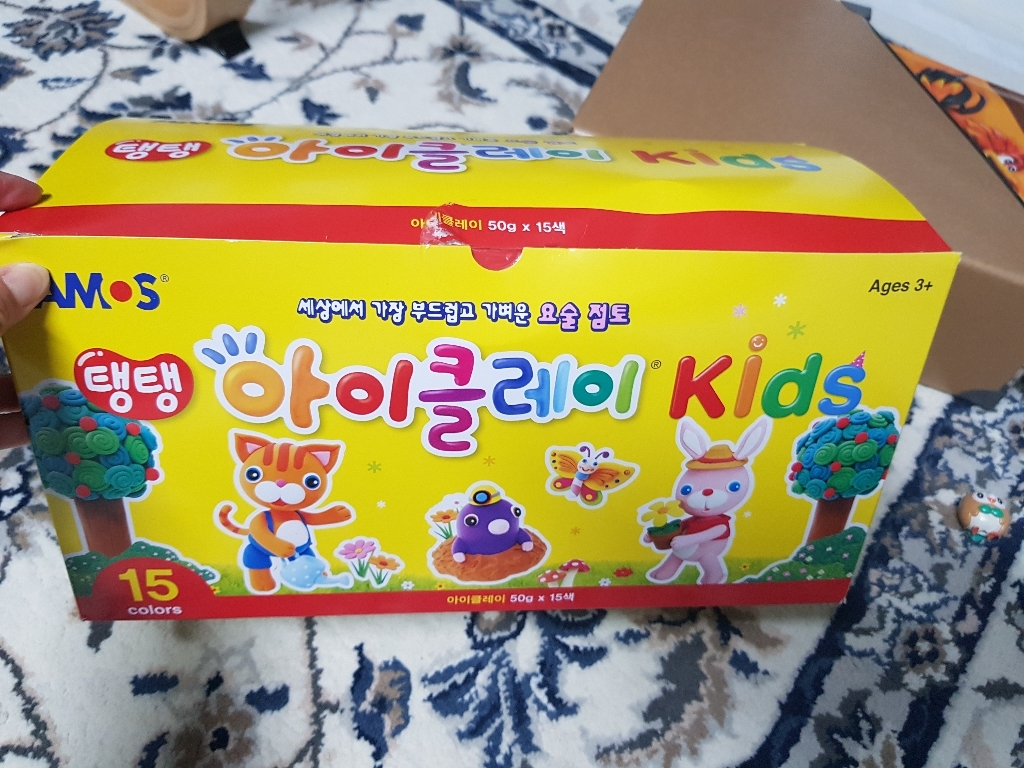 탱탱 아이클레이 Kids
아이클레이 50g x 15색
AMOS®
Ages 3+
세상에서 가장 부드럽고 가벼운 요술 점토
탱탱 아이클레이® Kids
15
colors
아이클레이 50g x 15색